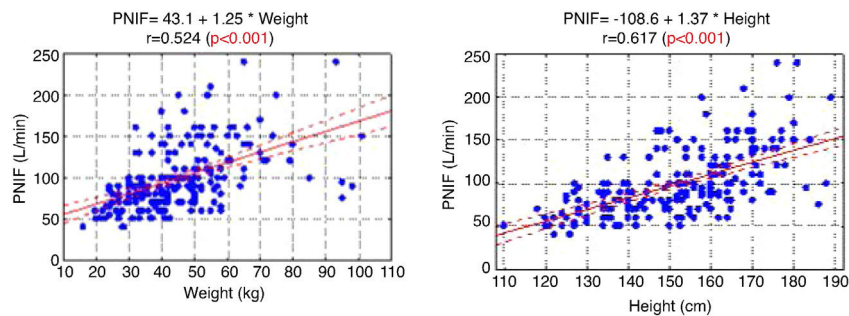 PNIF= 43.1 + 1.25 * Weight
r=0.524 (p<0.001)
250
200
150
100
50
0
PNIF (L/min)
10 20 30 40 50 60 70 80 90 100 110
Weight (kg)
PNIF= -108.6 + 1.37 * Height
r=0.617 (p<0.001)
250
200
150
100
50
0
PNIF (L/min)
110 120 130 140 150 160 170 180 190
Height (cm)